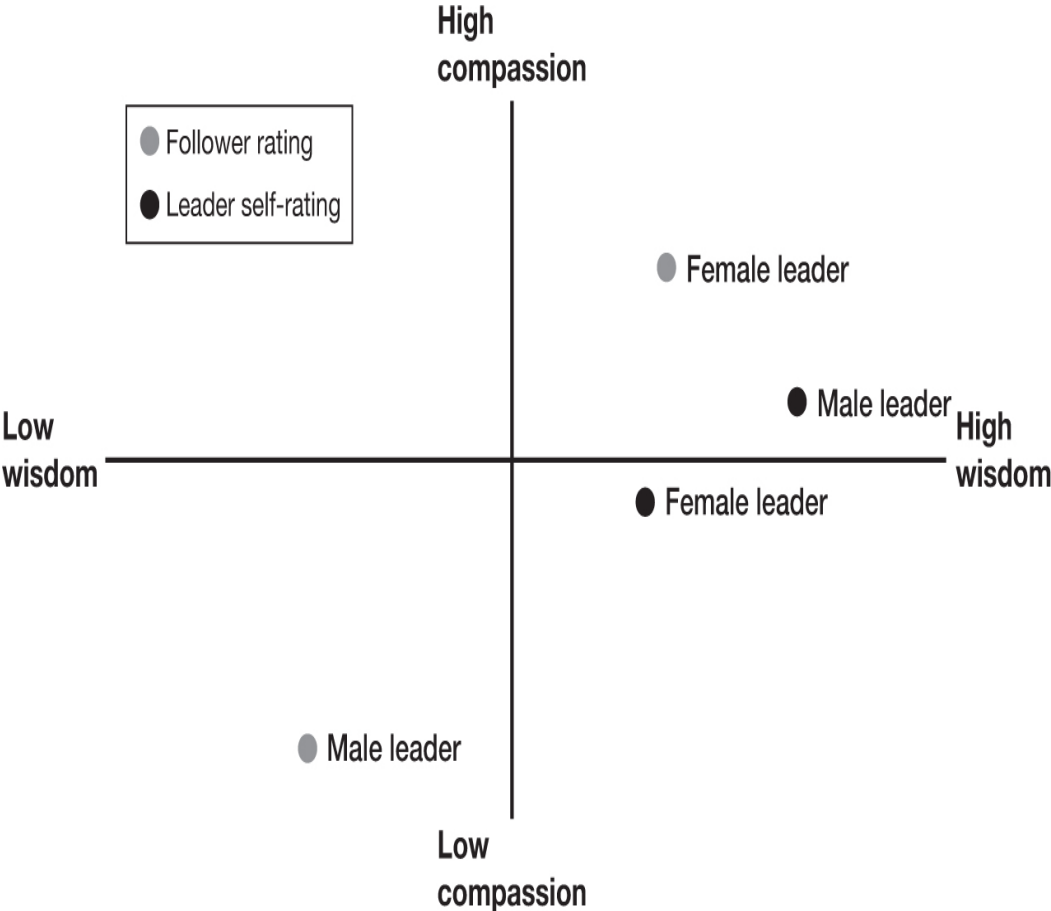 High
compassion
Follower rating
Leader self-rating
Female leader
Male leader
Low
wisdom
High
wisdom
Female leader
Male leader
Low
compassion